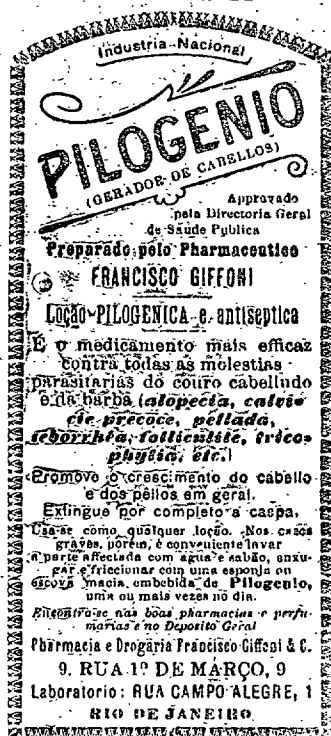 Industria-Nacional
PILOGENIO
(GERADOR DE CABELLOS)
Approvado
pela Directoria Geral
de Saude Publica
Preparado pelo Pharmaceutico
FRANCISCO GIFFONI
Loção-PILOGENICA e antiseptica
E o medicamento mais efficaz
contra todas as molestias
parasitarias do couro cabelludo
e da barba (alopecia, calvi-
cie precoce, pellada,
seborrhéa, folliculite, trico-
phytia, etc.)
Promove o crescimento do cabello
e dos pêllos em geral.
Extingue por completo a caspa.
Usa-se como qualquer loção. Nos casos
graves, porém, é conveniente lavar
a parte affectada com agua e sabão, enxu-
gar e friccionar com uma esponja ou
escova macia, embebida de Pilogenio,
uma ou mais vezes no dia.
Encontra-se nas boas pharmacias e perfu-
marias e no Deposito Geral
Pharmacia e Drogaria Francisco Giffoni & C.
9. RUA 1º DE MARÇO, 9
Laboratorio: RUA CAMPO ALEGRE, 1
RIO DE JANEIRO